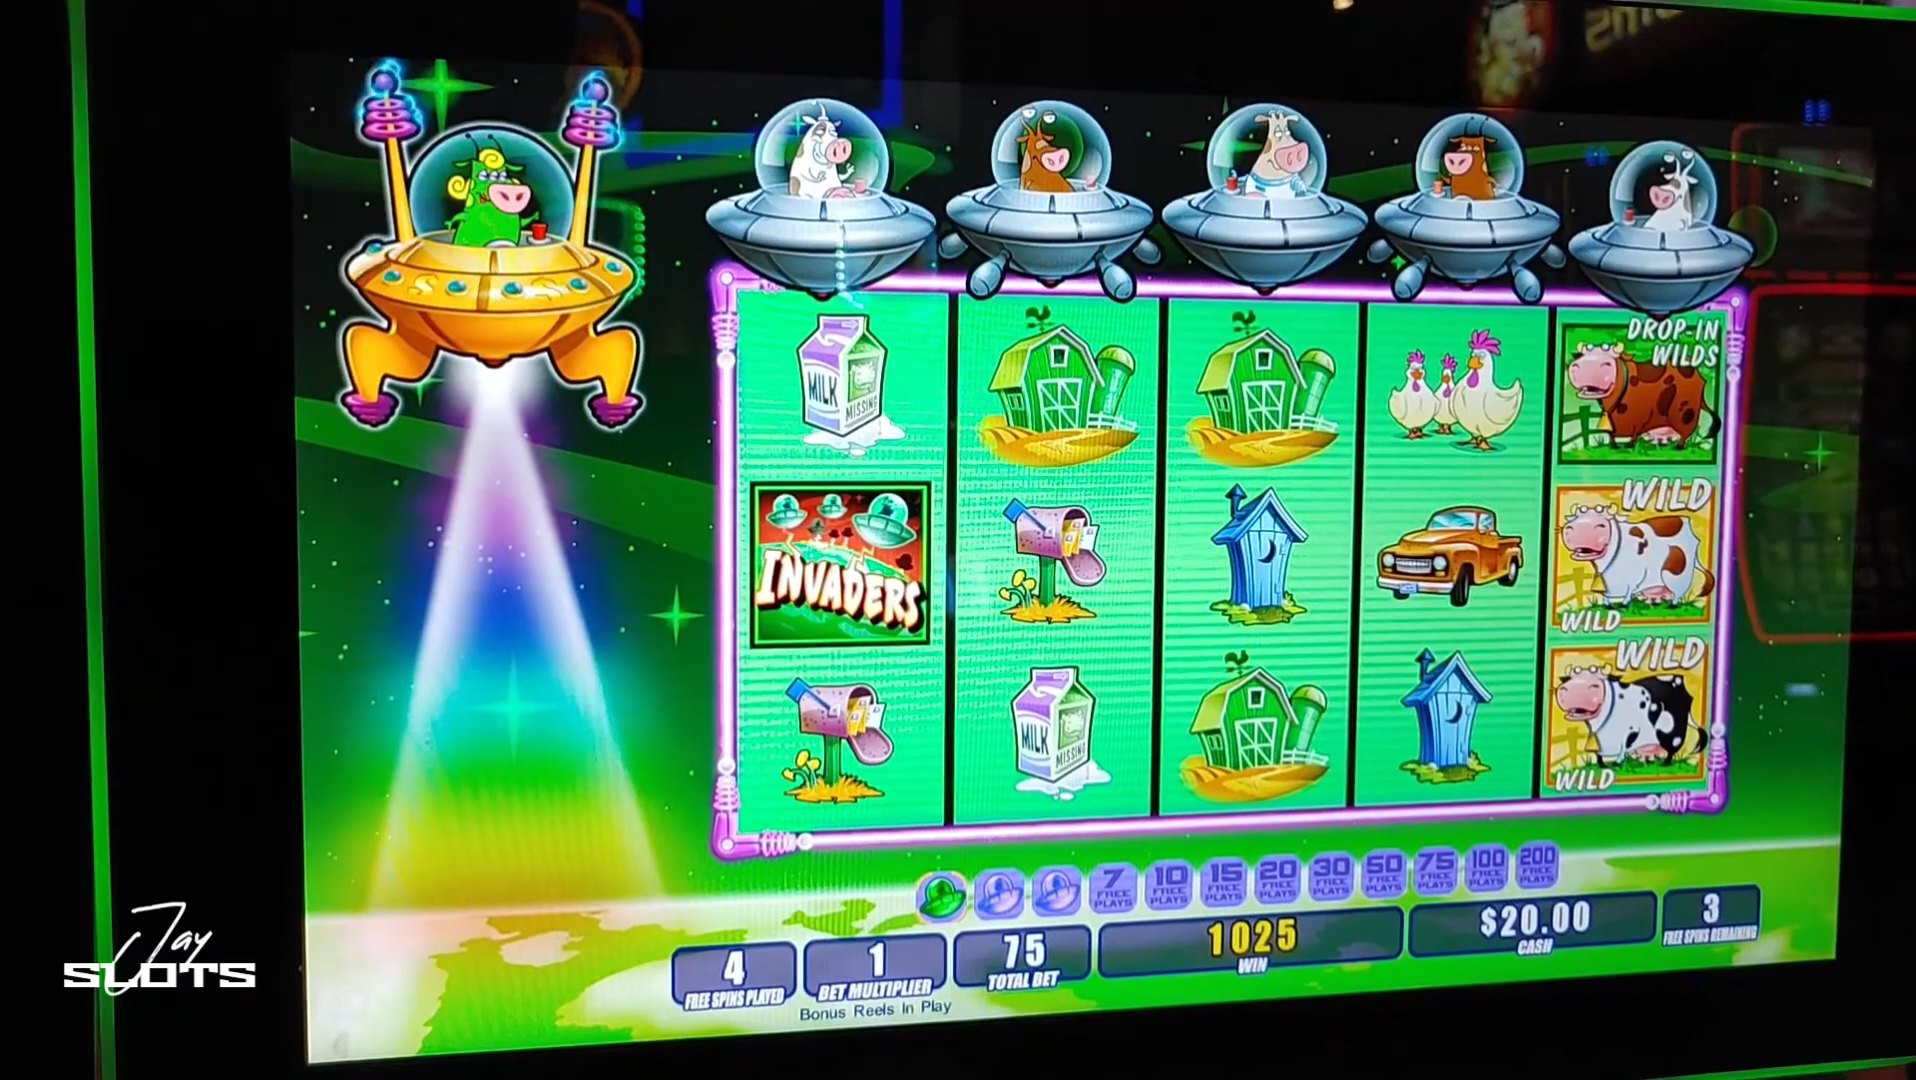 DROP-IN
WILDS
MILK
MISSING
WILD
WILD
INVADERS
WILD
WILD
MILK
MISSING
7
FREE
PLAYS
10
FREE
PLAYS
15
FREE
PLAYS
20
FREE
PLAYS
30
FREE
PLAYS
50
FREE
PLAYS
75
FREE
PLAYS
100
FREE
PLAYS
200
FREE
PLAYS
4
FREE SPINS PLAYED
1
BET MULTIPLIER
75
TOTAL BET
1025
WIN
$20.00
CASH
3
FREE SPINS REMAINING
Bonus Reels In Play
Jay
SLOTS